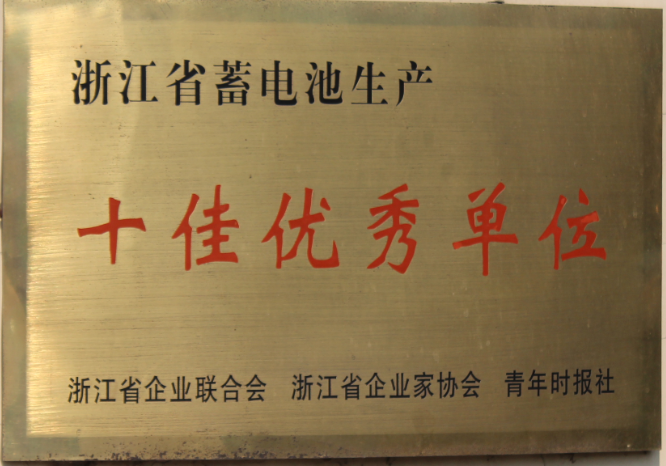 浙江省蓄电池生产
十佳优秀单位
浙江省企业联合会 浙江省企业家协会 青年时报社